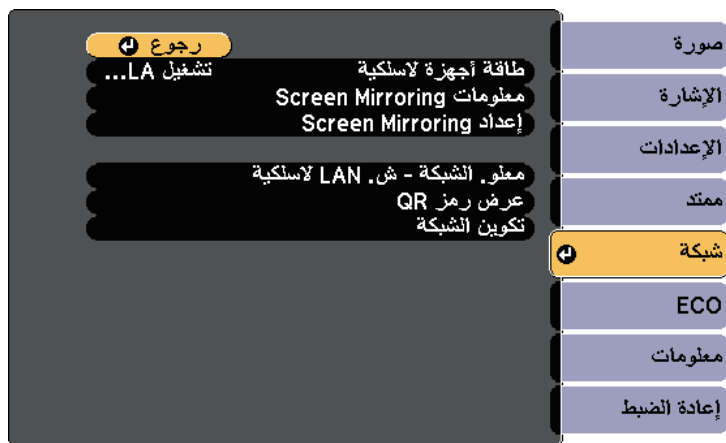 صورة
الإشارة
الإعدادات
ممتد
شبكة
ECO
معلومات
إعادة الضبط
رجوع
طاقة أجهزة لاسلكية تشغيل LA...
معلومات Screen Mirroring
إعداد Screen Mirroring
معلو. الشبكة - ش. LAN لاسلكية
عرض رمز QR
تكوين الشبكة